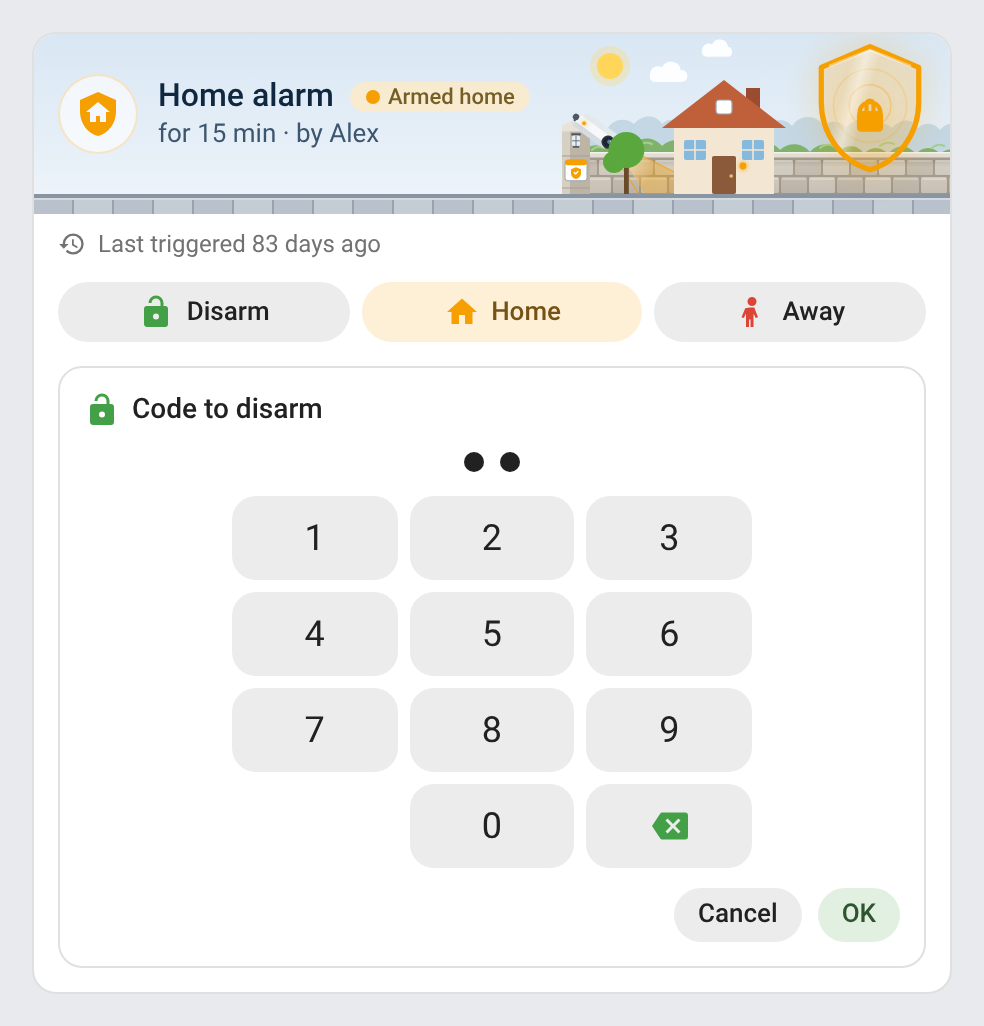 Home alarm
Armed home
for 15 min · by Alex
Last triggered 83 days ago
Disarm
Home
Away
Code to disarm
1 2 3
4 5 6
7 8 9
0
Cancel
OK